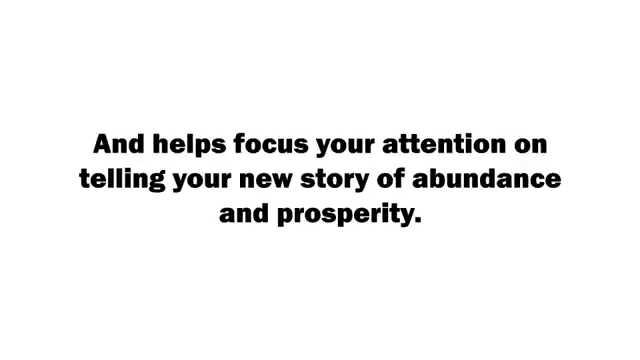 And helps focus your attention on
telling your new story of abundance
and prosperity.